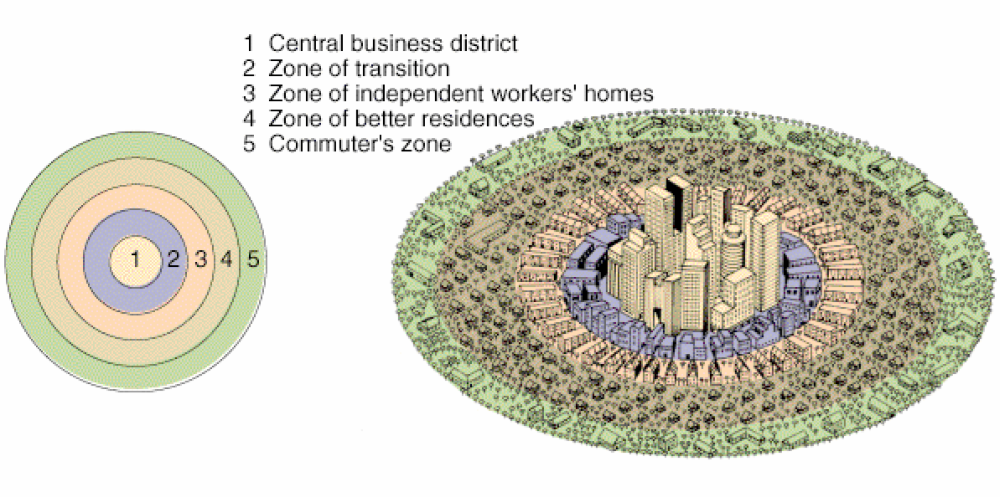 1 Central business district
2 Zone of transition
3 Zone of independent workers' homes
4 Zone of better residences
5 Commuter's zone
1 2 3 4 5